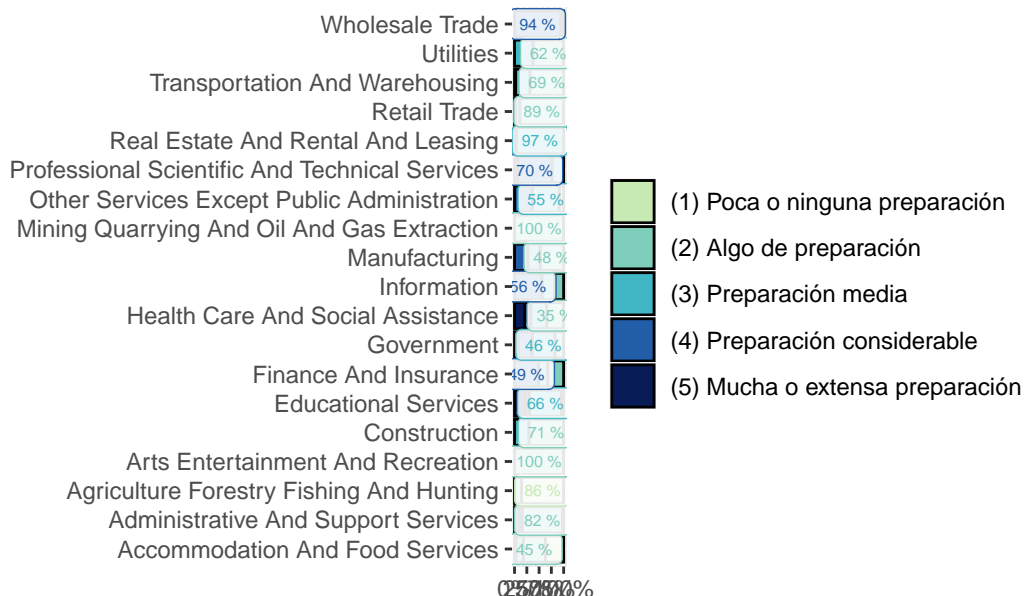 Wholesale Trade 94 %
Utilities 62 %
Transportation And Warehousing 69 %
Retail Trade 89 %
Real Estate And Rental And Leasing 97 %
Professional Scientific And Technical Services 70 %
Other Services Except Public Administration 55 %
Mining Quarrying And Oil And Gas Extraction 100 %
Manufacturing 48 %
Information 56 %
Health Care And Social Assistance 35 %
Government 46 %
Finance And Insurance 49 %
Educational Services 66 %
Construction 71 %
Arts Entertainment And Recreation 100 %
Agriculture Forestry Fishing And Hunting 86 %
Administrative And Support Services 82 %
Accommodation And Food Services 45 %
(1) Poca o ninguna preparación
(2) Algo de preparación
(3) Preparación media
(4) Preparación considerable
(5) Mucha o extensa preparación